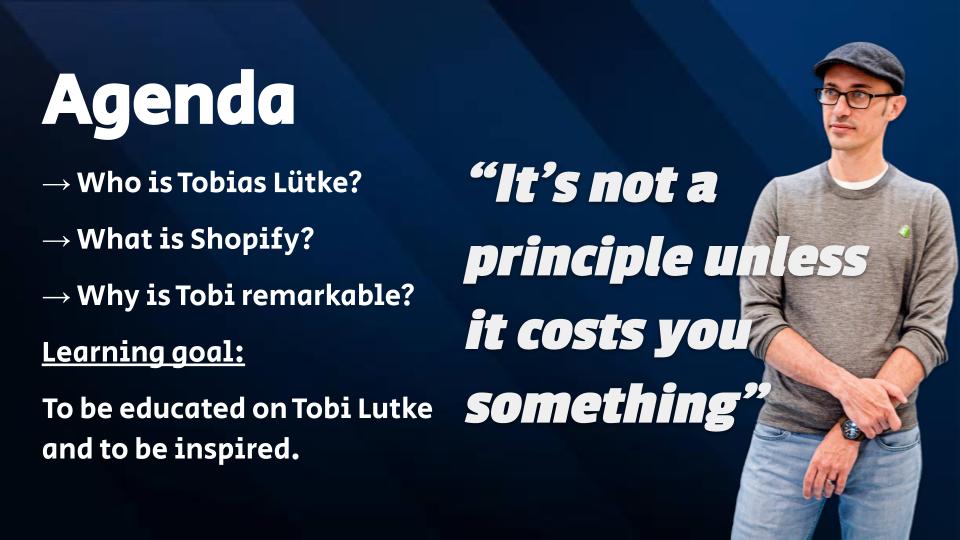 Agenda
→ Who is Tobias Lütke?
→ What is Shopify?
→ Why is Tobi remarkable?
Learning goal:
To be educated on Tobi Lutke
and to be inspired.
“It’s not a
principle unless
it costs you
something”